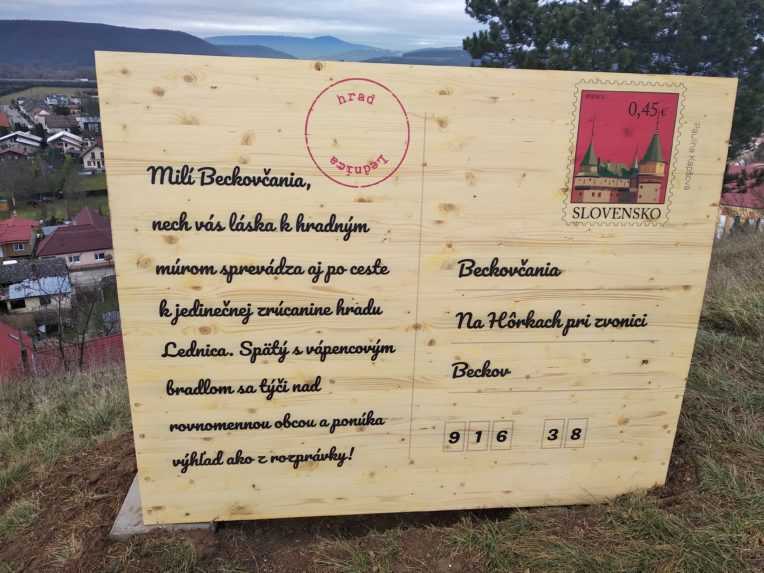 hrad
Lednica
Milí Beckovčania,
nech vás láska k hradným
múrom sprevádza aj po ceste
k jedinečnej zrúcanine hradu
Lednica. Spätý s vápencovým
bradlom sa týči nad
rovnomennou obcou a ponúka
výhľad ako z rozprávky!
0,45€
SLOVENSKO
Beckovčania
Na Hôrkach pri zvonici
Beckov
916 38